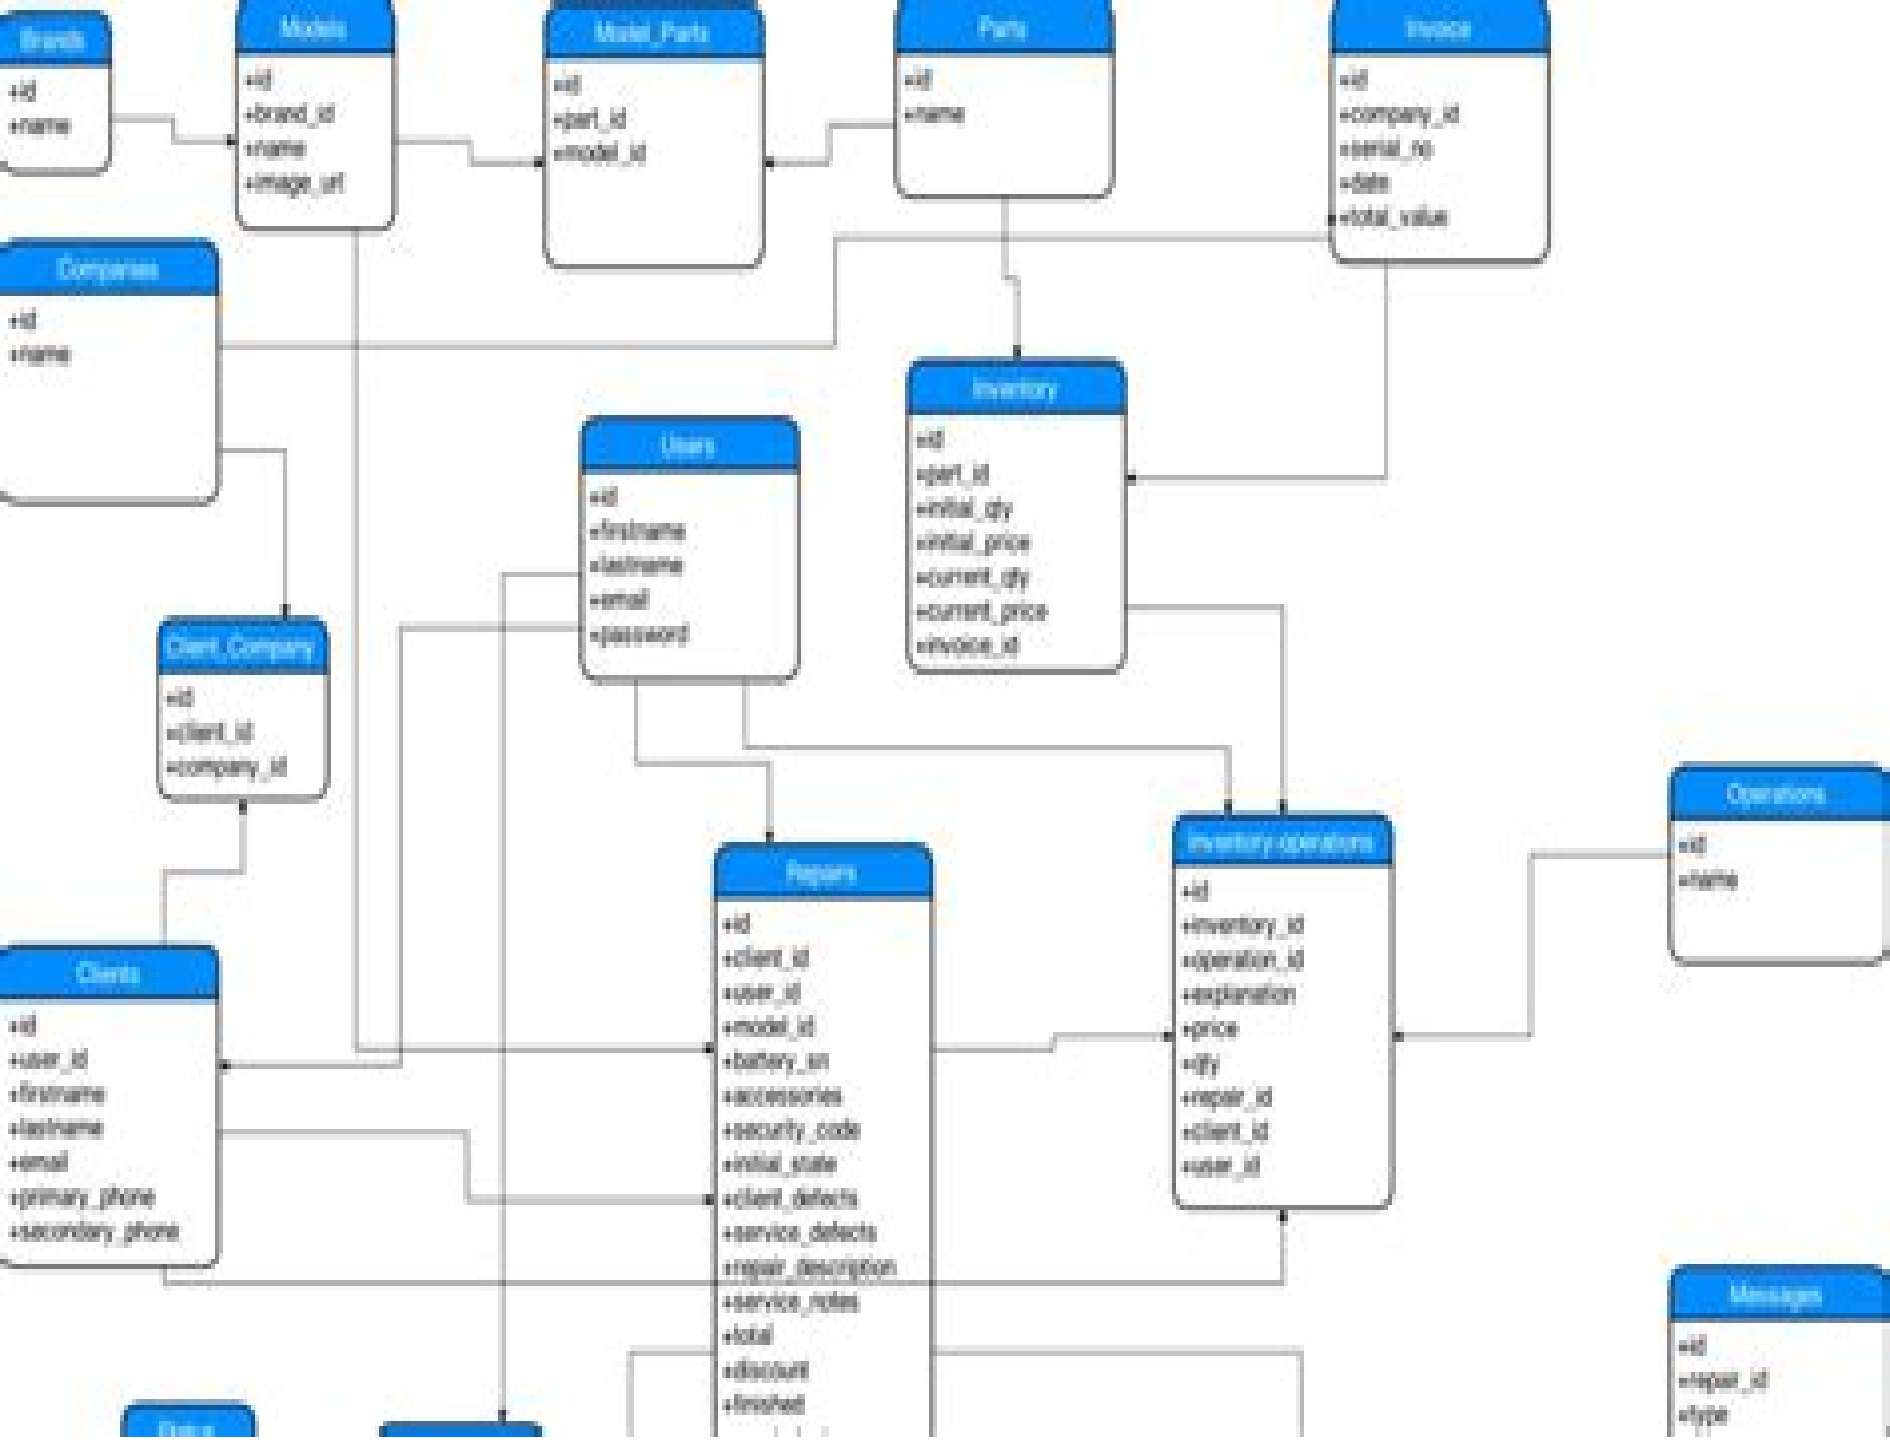 Brands
+id
+name
Models
+id
+brand_id
+name
+image_url
Model_Parts
+id
+part_id
+model_id
Parts
+id
+name
Invoice
+id
+company_id
+serial_no
+date
+total_value
Companies
+id
+name
Inventory
+id
+part_id
+initial_qty
+initial_price
+current_qty
+current_price
+invoice_id
Users
+id
+firstname
+lastname
+email
+password
Client_Company
+id
+client_id
+company_id
Operations
+id
+name
Inventory operations
+id
+inventory_id
+operation_id
+explanation
+price
+qty
+repair_id
+client_id
+user_id
Repairs
+id
+client_id
+user_id
+model_id
+battery_sn
+accessories
+security_code
+initial_state
+client_defects
+service_defects
+repair_description
+service_notes
+total
+discount
+finished
Clients
+id
+user_id
+firstname
+lastname
+email
+primary_phone
+secondary_phone
Messages
+id
+repair_id
+type